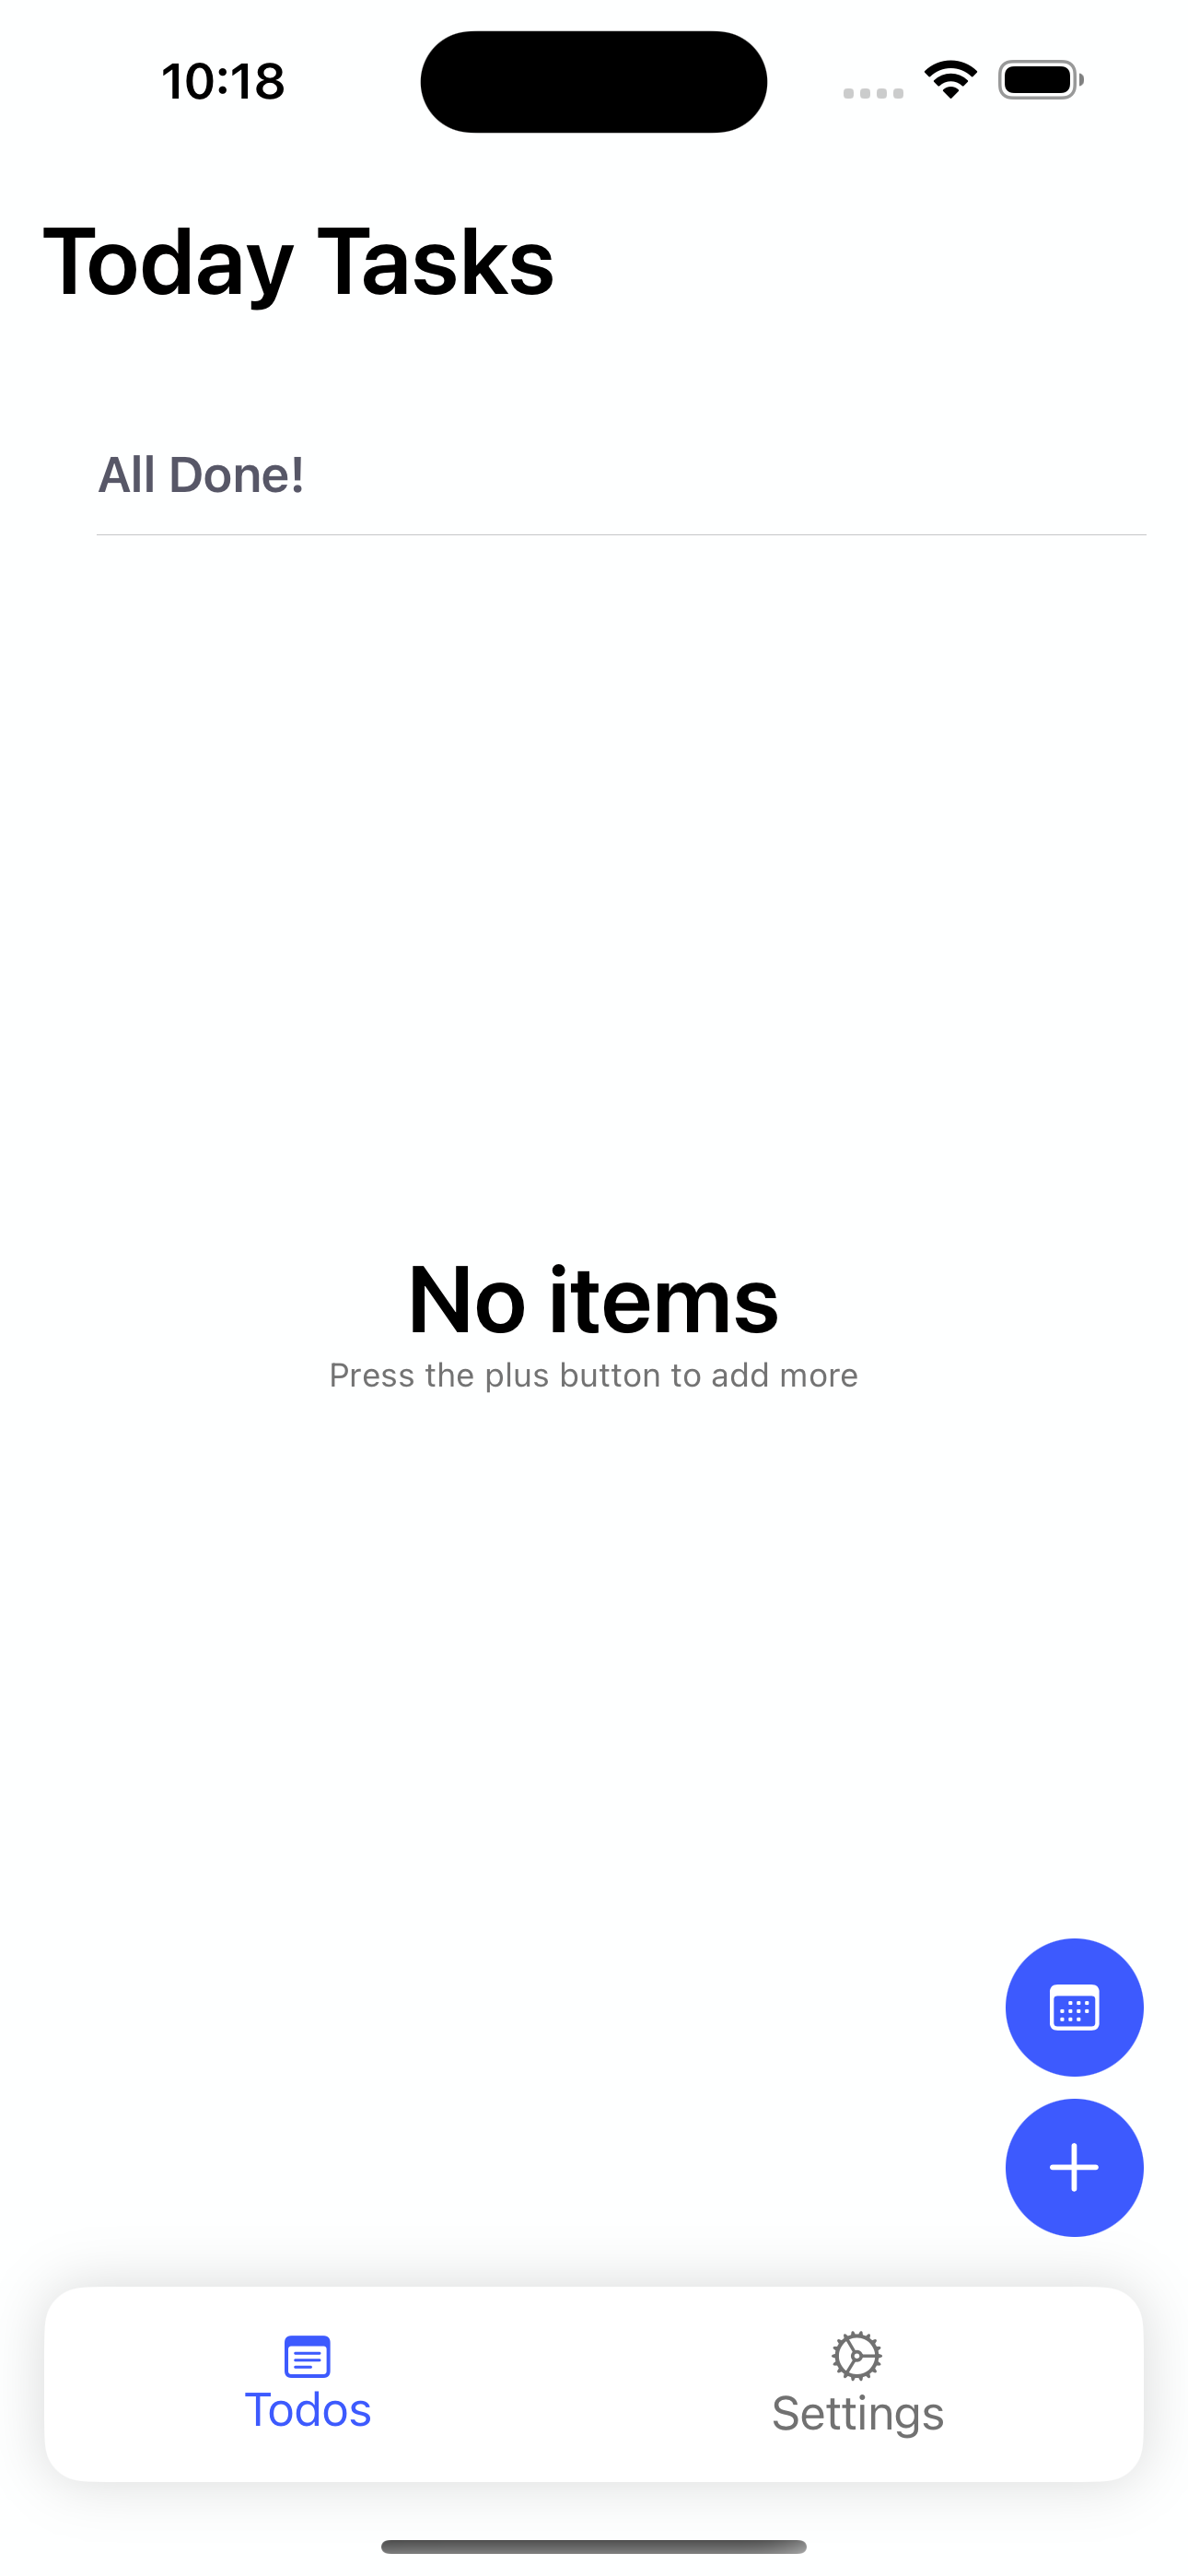 10:18
Today Tasks
All Done!
No items
Press the plus button to add more
Todos
Settings